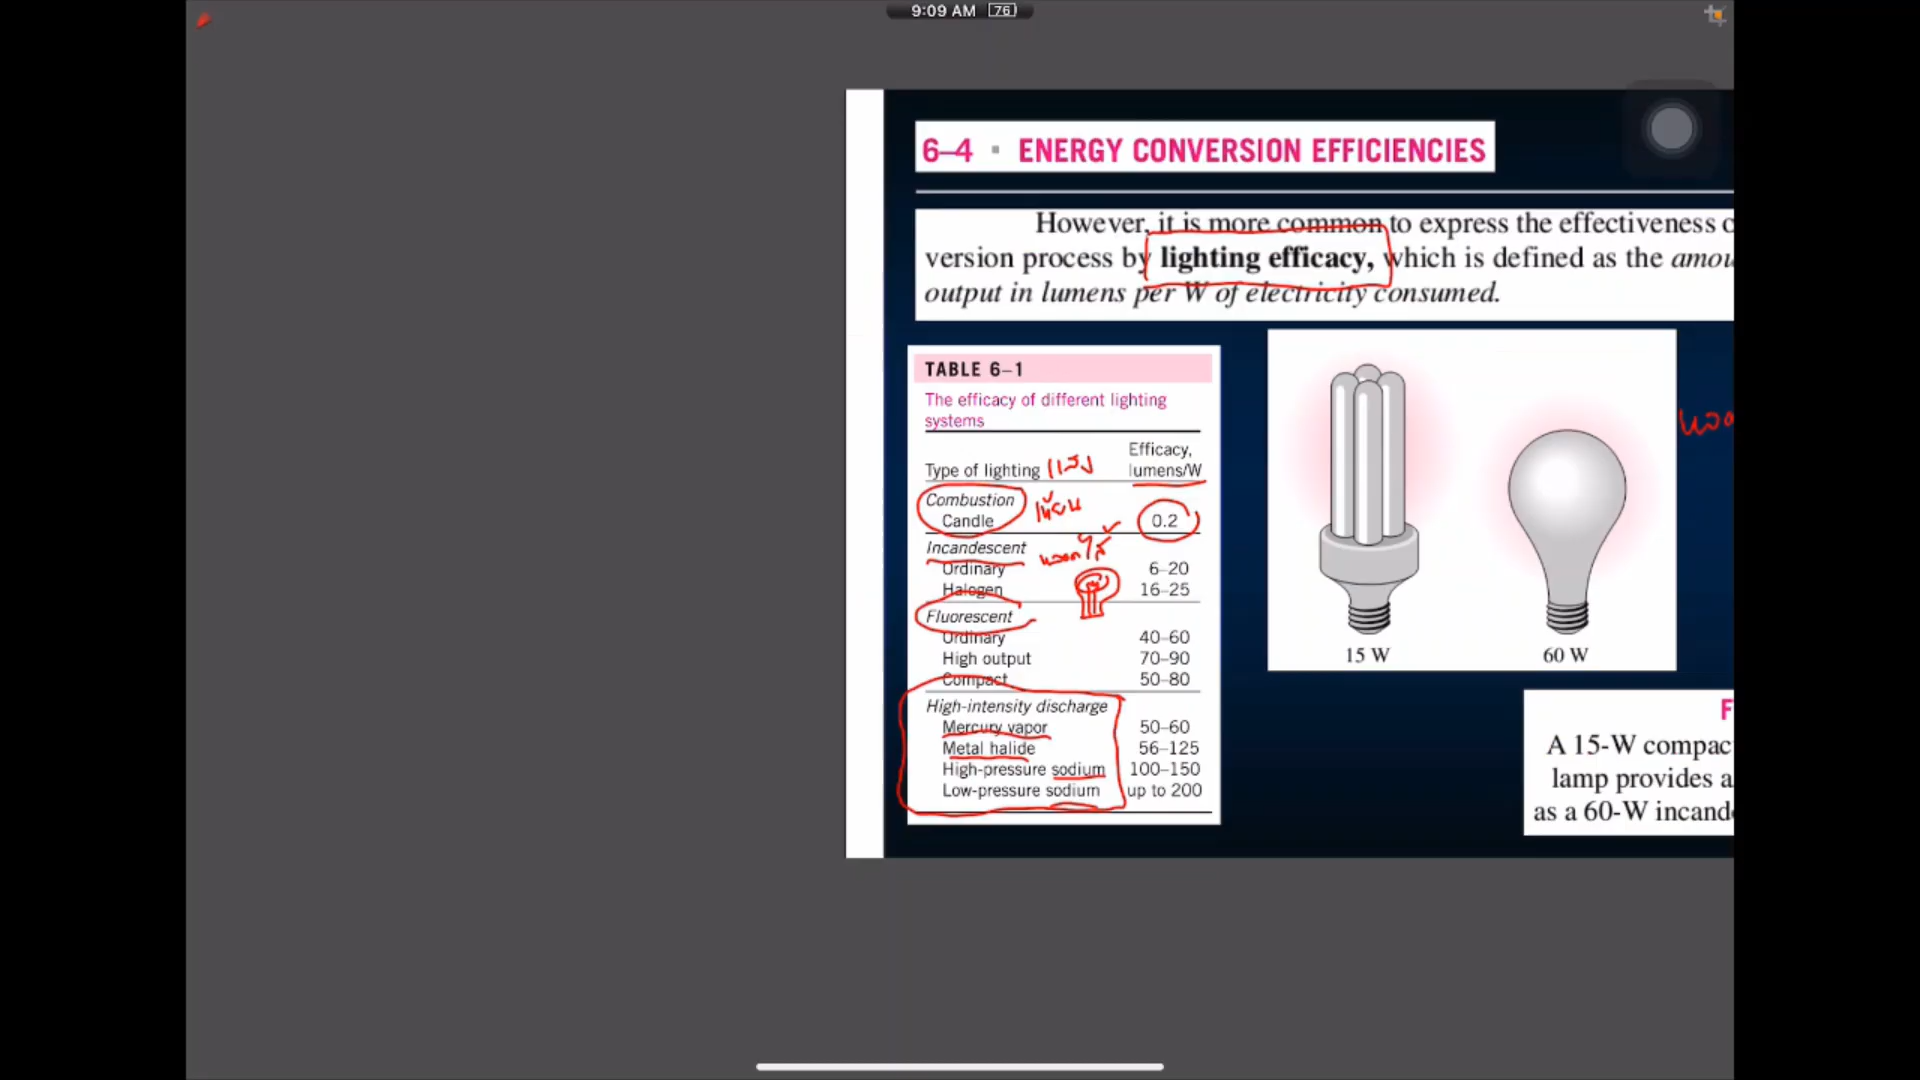 9:09 AM 76
6–4 ▪ ENERGY CONVERSION EFFICIENCIES
However, it is more common to express the effectiveness
version process by lighting efficacy, which is defined as the
output in lumens per W of electricity consumed.
TABLE 6–1
The efficacy of different lighting
systems
Type of lighting แสง Efficacy, lumens/W
Combustion
Candle 0.2
Incandescent
Ordinary 6–20
Halogen 16–25
Fluorescent
Ordinary 40–60
High output 70–90
Compact 50–80
High-intensity discharge
Mercury vapor 50–60
Metal halide 56–125
High-pressure sodium 100–150
Low-pressure sodium up to 200
15 W 60 W
A 15-W
lamp provides
as a 60-W